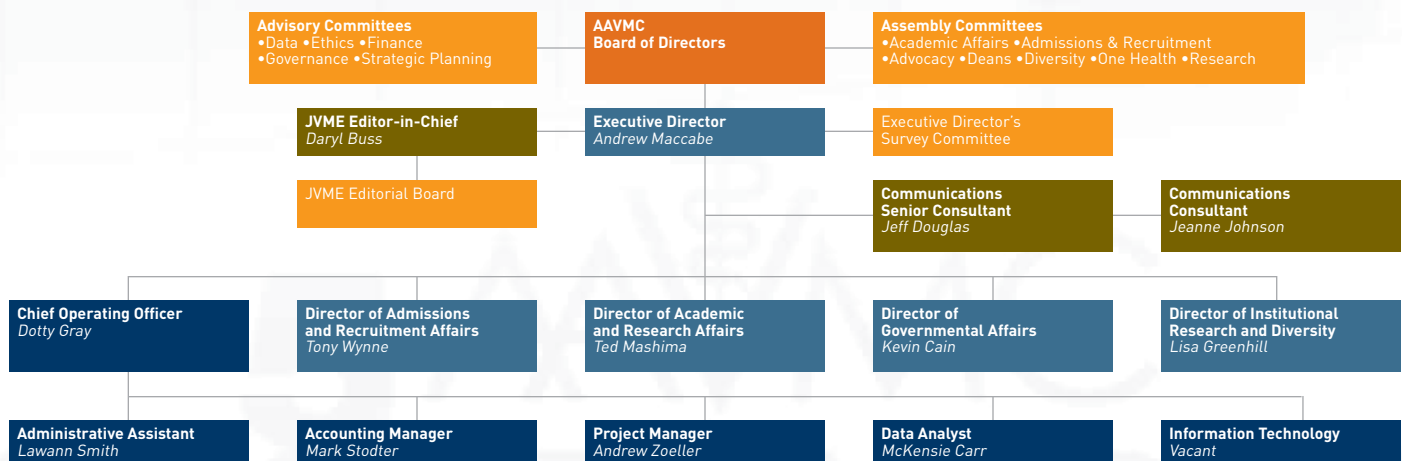 Advisory Committees
•Data •Ethics •Finance
•Governance •Strategic Planning
AAVMC
Board of Directors
Assembly Committees
•Academic Affairs •Admissions & Recruitment
•Advocacy •Deans •Diversity •One Health •Research
JVME Editor-in-Chief
Daryl Buss
Executive Director
Andrew Maccabe
Executive Director's
Survey Committee
JVME Editorial Board
Communications
Senior Consultant
Jeff Douglas
Communications
Consultant
Jeanne Johnson
Chief Operating Officer
Dotty Gray
Director of Admissions
and Recruitment Affairs
Tony Wynne
Director of Academic
and Research Affairs
Ted Mashima
Director of
Governmental Affairs
Kevin Cain
Director of Institutional
Research and Diversity
Lisa Greenhill
Administrative Assistant
Lawann Smith
Accounting Manager
Mark Stodter
Project Manager
Andrew Zoeller
Data Analyst
McKensie Carr
Information Technology
Vacant
AAVMC